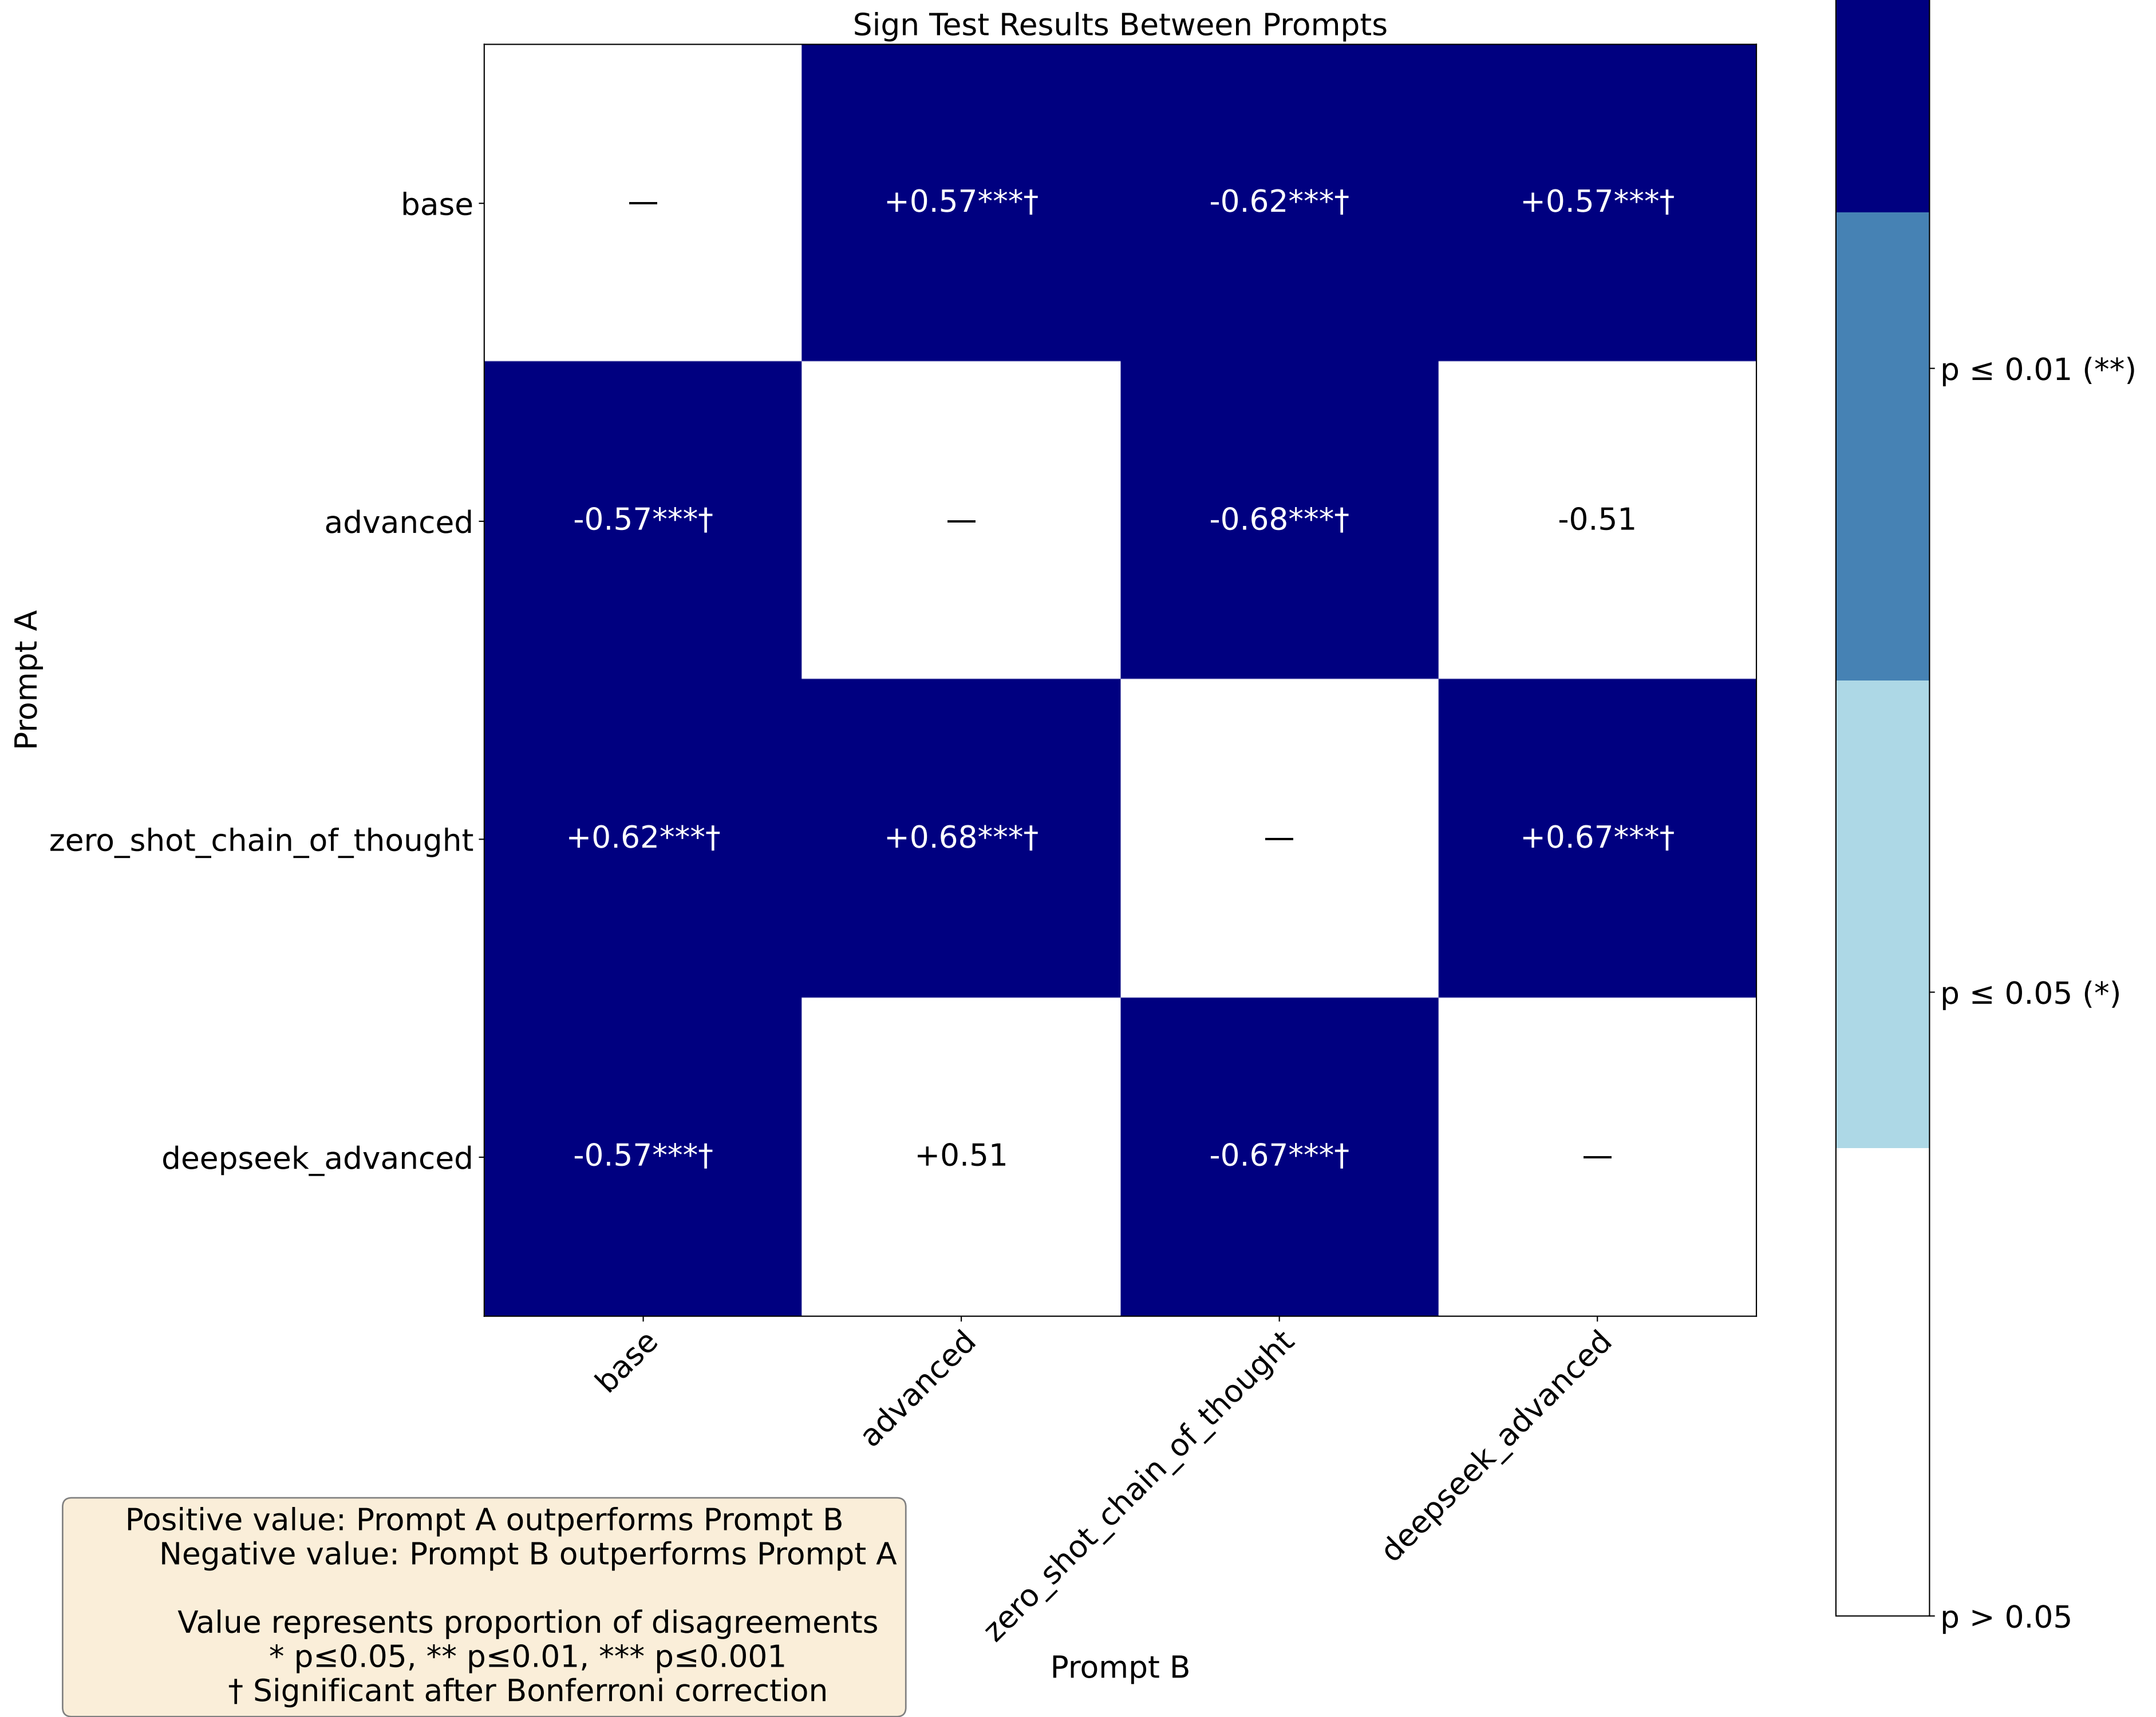 Sign Test Results Between Prompts
Prompt A
base
— +0.57***† -0.62***† +0.57***†
advanced
-0.57***† — -0.68***† -0.51
zero_shot_chain_of_thought
+0.62***† +0.68***† — +0.67***†
deepseek_advanced
-0.57***† +0.51 -0.67***† —
base
advanced
zero_shot_chain_of_thought
deepseek_advanced
Prompt B
p ≤ 0.01 (**)
p ≤ 0.05 (*)
p > 0.05
Positive value: Prompt A outperforms Prompt B
Negative value: Prompt B outperforms Prompt A
Value represents proportion of disagreements
* p≤0.05, ** p≤0.01, *** p≤0.001
† Significant after Bonferroni correction